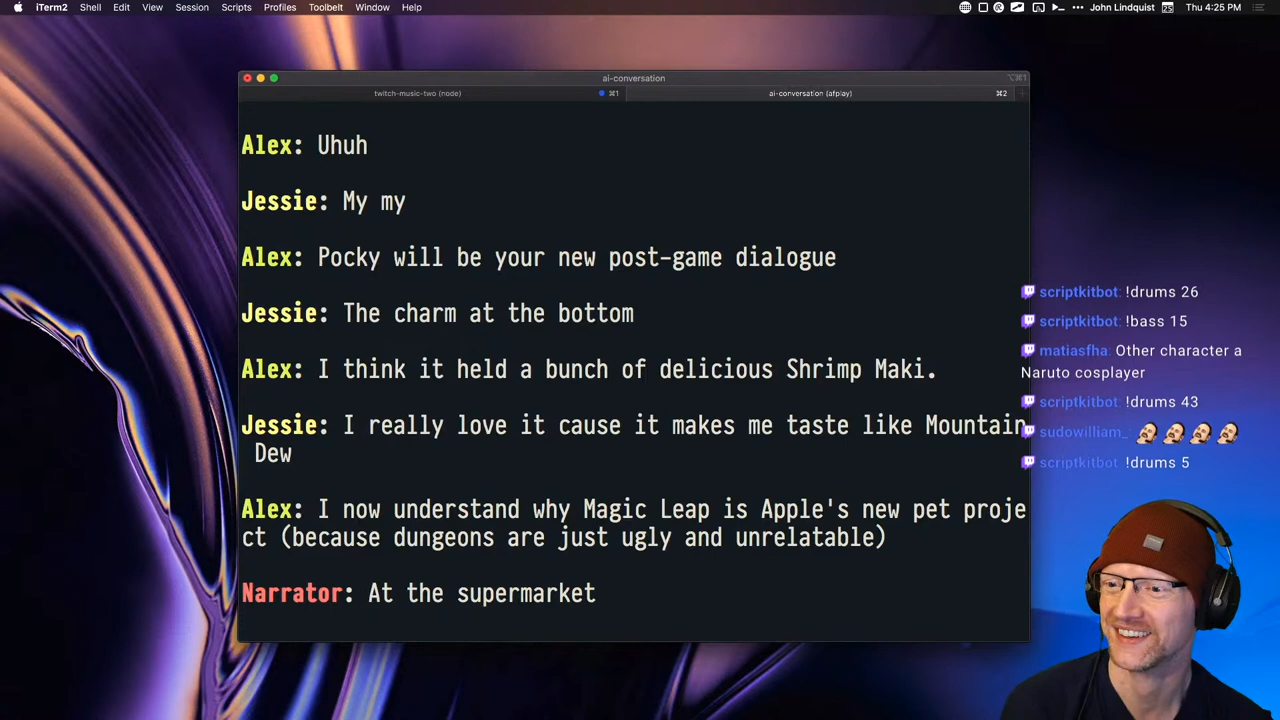 iTerm2 Shell Edit View Session Scripts Profiles Toolbelt Window Help John Lindquist 25 Thu 4:25 PM
ai-conversation ⌥⌘1
twitch-music-two (node) ⌘1 ai-conversation (afplay) ⌘2
Alex: Uhuh
Jessie: My my
Alex: Pocky will be your new post-game dialogue
Jessie: The charm at the bottom
Alex: I think it held a bunch of delicious Shrimp Maki.
Jessie: I really love it cause it makes me taste like Mountain
Dew
Alex: I now understand why Magic Leap is Apple's new pet proje
ct (because dungeons are just ugly and unrelatable)
Narrator: At the supermarket
scriptkitbot: !drums 26
scriptkitbot: !bass 15
matiasfha: Other character a
Naruto cosplayer
scriptkitbot: !drums 43
sudowilliam_:
scriptkitbot: !drums 5